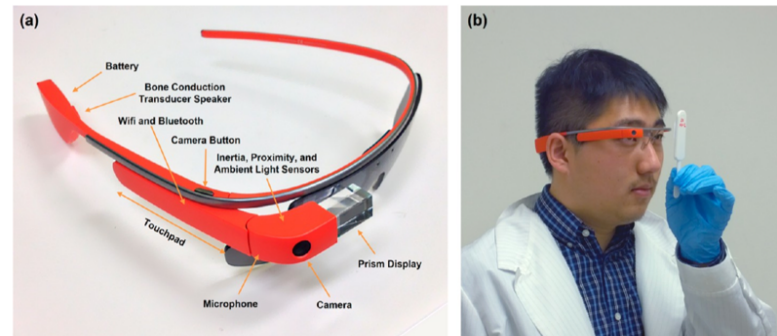 (a)
Battery
Bone Conduction
Transducer Speaker
Wifi and Bluetooth
Camera Button
Inertia, Proximity, and
Ambient Light Sensors
Touchpad
Prism Display
Microphone
Camera
(b)